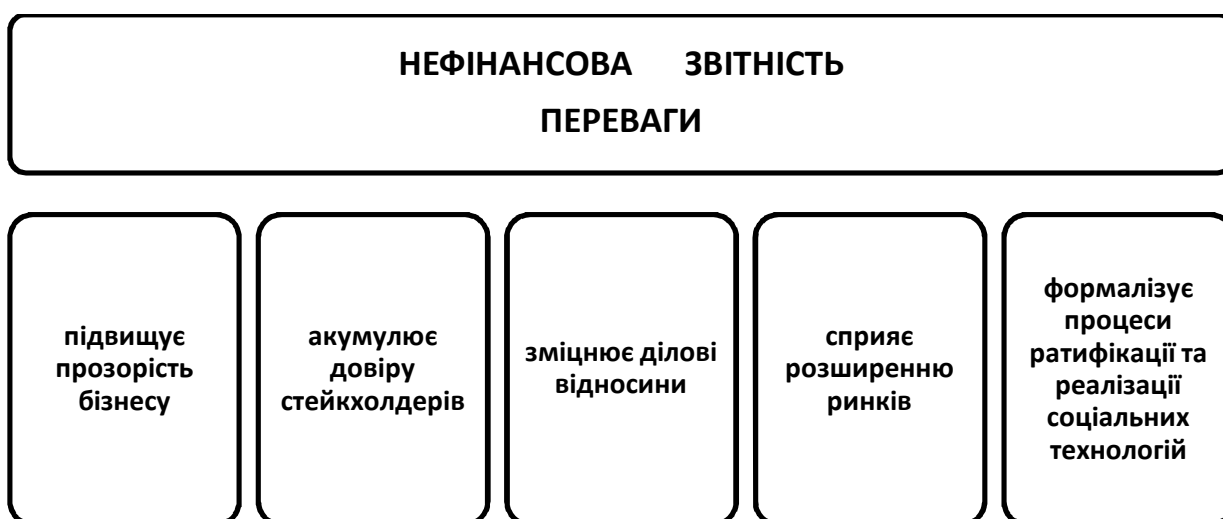 НЕФІНАНСОВА ЗВІТНІСТЬ
ПЕРЕВАГИ
підвищує
прозорість
бізнесу
акумулює
довіру
стейкхолдерів
зміцнює ділові
відносини
сприяє
розширенню
ринків
формалізує
процеси
ратифікації та
реалізації
соціальних
технологій